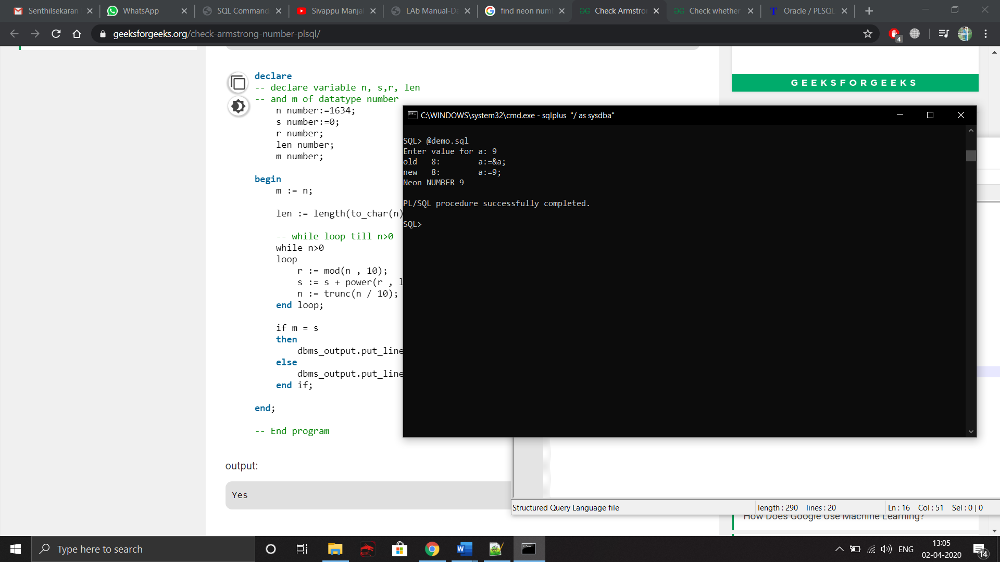 Senthilsekaran
WhatsApp
SQL Command
Sivappu Manjal
LAb Manual-Da
find neon num
Check Armstro
Check whether
Oracle / PLSQL
geeksforgeeks.org/check-armstrong-number-plsql/
4
declare
-- declare variable n, s,r, len
-- and m of datatype number
n number:=1634;
s number:=0;
r number;
len number;
m number;
begin
m := n;
len := length(to_char(n)
-- while loop till n>0
while n>0
loop
r := mod(n , 10);
s := s + power(r , l
n := trunc(n / 10);
end loop;
if m = s
then
dbms_output.put_line
else
dbms_output.put_line
end if;
end;
-- End program
output:
Yes
GEEKSFORGEEKS
C:\WINDOWS\system32\cmd.exe - sqlplus "/ as sysdba"
SQL> @demo.sql
Enter value for a: 9
old   8:        a:=&a;
new   8:        a:=9;
Neon NUMBER 9
PL/SQL procedure successfully completed.
SQL>
Structured Query Language file
length : 290 lines : 20
Ln : 16 Col : 51 Sel : 0 | 0
How Does Google Use Machine Learning?
Type here to search
W
ENG
13:05
02-04-2020
14